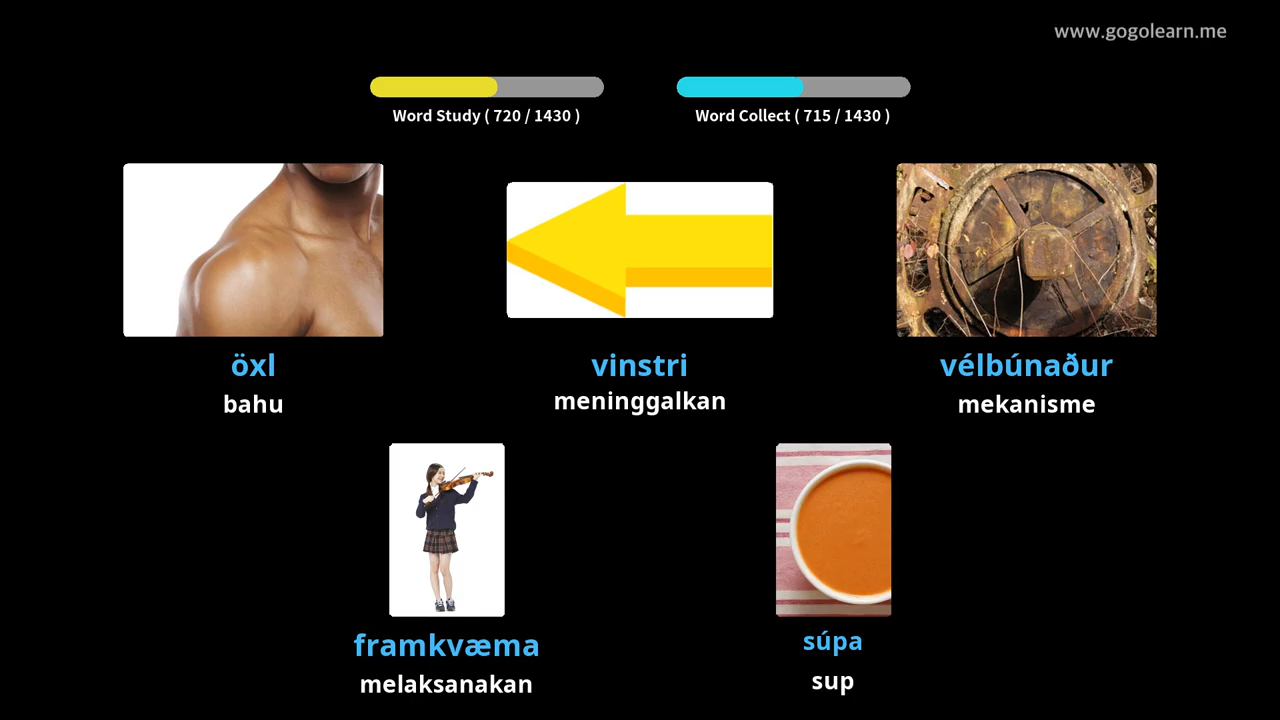 www.gogolearn.me
Word Study ( 720 / 1430 )
Word Collect ( 715 / 1430 )
öxl
bahu
vinstri
meninggalkan
vélbúnaður
mekanisme
framkvæma
melaksanakan
súpa
sup